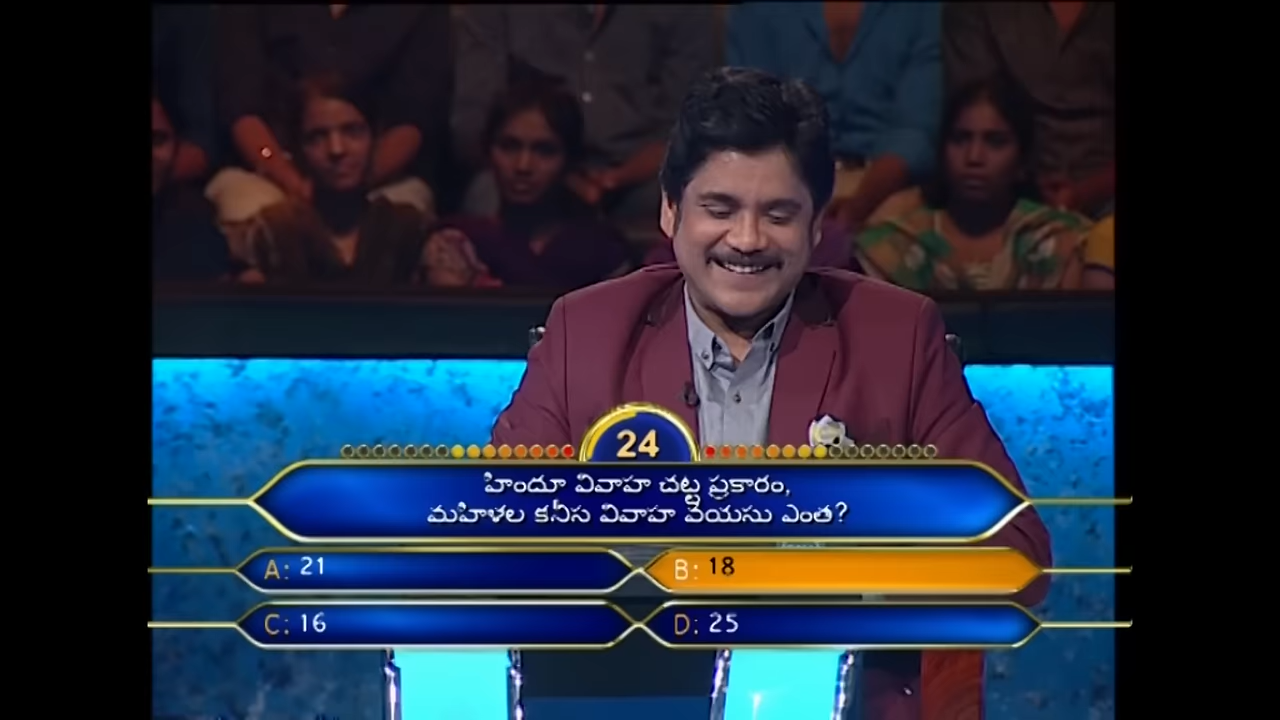 24
హిందూ వివాహ చట్ట ప్రకారం,
మహిళల కనీస వివాహ వయసు ఎంత?
A: 21
B: 18
C: 16
D: 25